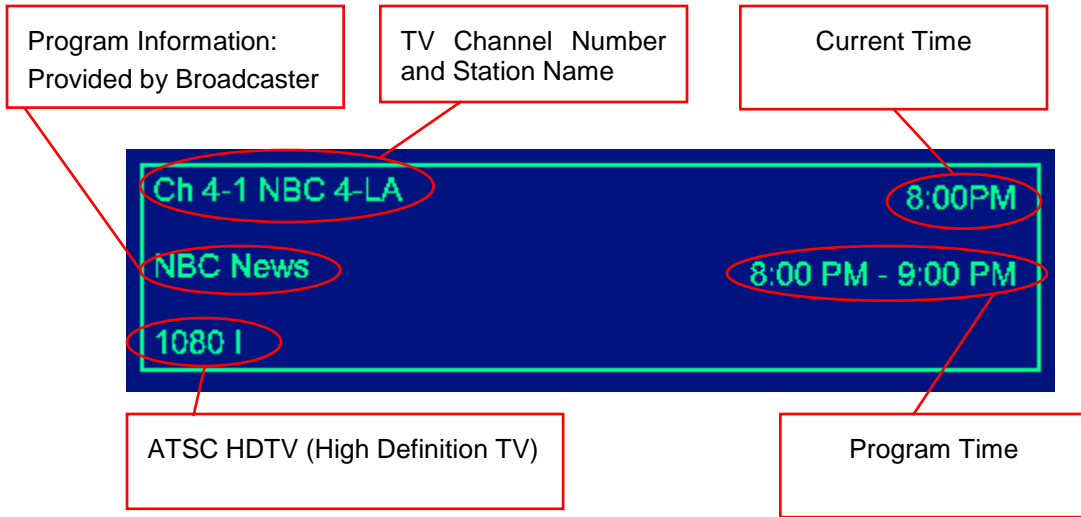 Program Information:
Provided by Broadcaster
TV Channel Number
and Station Name
Current Time
Ch 4-1 NBC 4-LA
8:00PM
NBC News
8:00 PM - 9:00 PM
1080 I
ATSC HDTV (High Definition TV)
Program Time